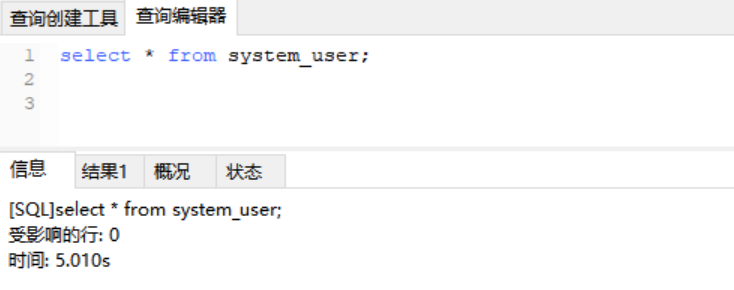 查询创建工具 查询编辑器
1 select * from system_user;
2
3
信息 结果1 概况 状态
[SQL]select * from system_user;
受影响的行: 0
时间: 5.010s